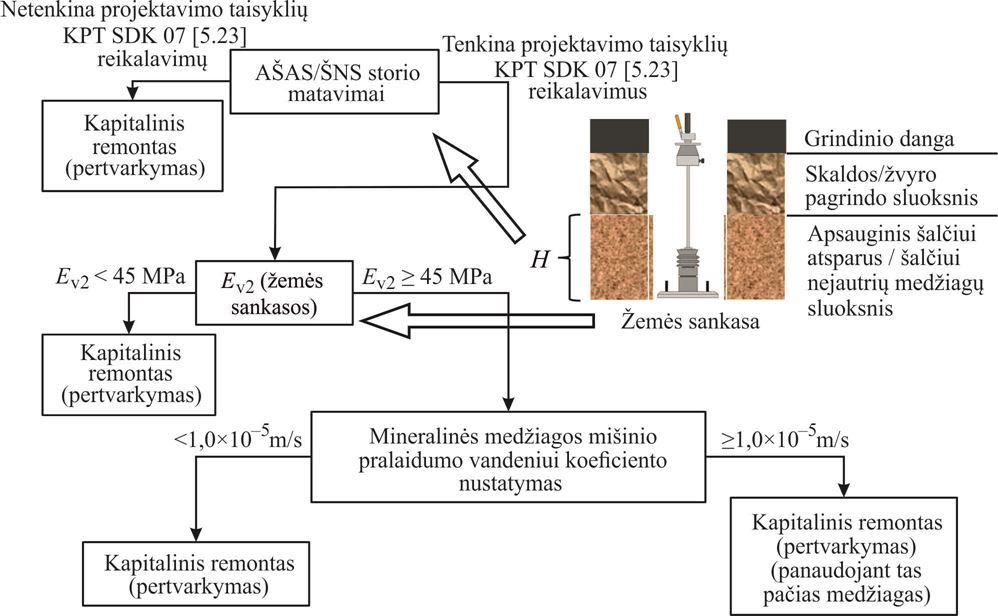 Netenkina projektavimo taisyklių
KPT SDK 07 [5.23]
reikalavimų
Tenkina projektavimo taisyklių
KPT SDK 07 [5.23]
reikalavimus
AŠAS/ŠNS storio
matavimai
Kapitalinis
remontas
(pertvarkymas)
Grindinio danga
Skaldos/žvyro
pagrindo sluoksnis
H
Apsauginis šalčiui
atsparus / šalčiui
nejautrių medžiagų
sluoksnis
Žemės sankasa
Ev2 < 45 MPa
Ev2 (žemės
sankasos)
Ev2 ≥ 45 MPa
Kapitalinis
remontas
(pertvarkymas)
<1,0×10⁻⁵m/s
Mineralinės medžiagos mišinio
pralaidumo vandeniui koeficiento
nustatymas
≥1,0×10⁻⁵m/s
Kapitalinis remontas
(pertvarkymas)
Kapitalinis remontas
(pertvarkymas)
(panaudojant tas
pačias medžiagas)